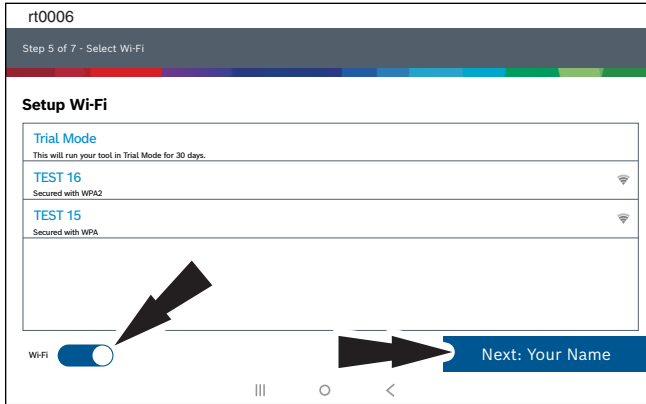 rt0006
Step 5 of 7 - Select Wi-Fi
Setup Wi-Fi
Trial Mode
This will run your tool in Trial Mode for 30 days.
TEST 16
Secured with WPA2
TEST 15
Secured with WPA
Wi-Fi
Next: Your Name